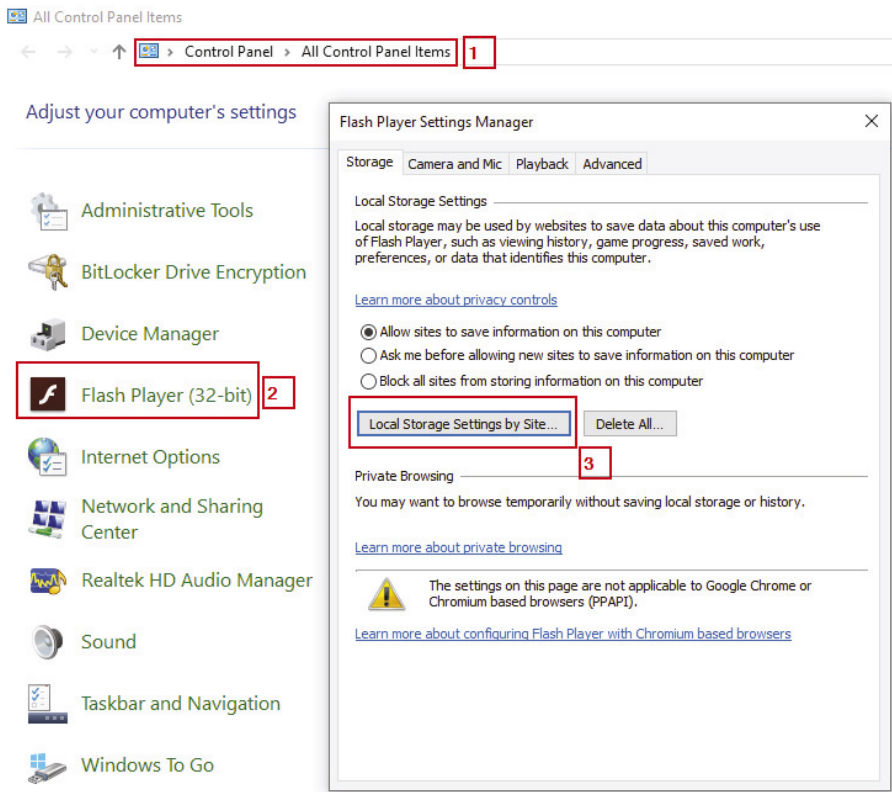 All Control Panel Items
Control Panel > All Control Panel Items
1
Adjust your computer's settings
Administrative Tools
BitLocker Drive Encryption
Device Manager
Flash Player (32-bit)
2
Internet Options
Network and Sharing
Center
Realtek HD Audio Manager
Sound
Taskbar and Navigation
Windows To Go
Flash Player Settings Manager
Storage Camera and Mic Playback Advanced
Local Storage Settings
Local storage may be used by websites to save data about this computer's use
of Flash Player, such as viewing history, game progress, saved work,
preferences, or data that identifies this computer.
Learn more about privacy controls
Allow sites to save information on this computer
Ask me before allowing new sites to save information on this computer
Block all sites from storing information on this computer
Local Storage Settings by Site... Delete All...
3
Private Browsing
You may want to browse temporarily without saving local storage or history.
Learn more about private browsing
The settings on this page are not applicable to Google Chrome or
Chromium based browsers (PPAPI).
Learn more about configuring Flash Player with Chromium based browsers